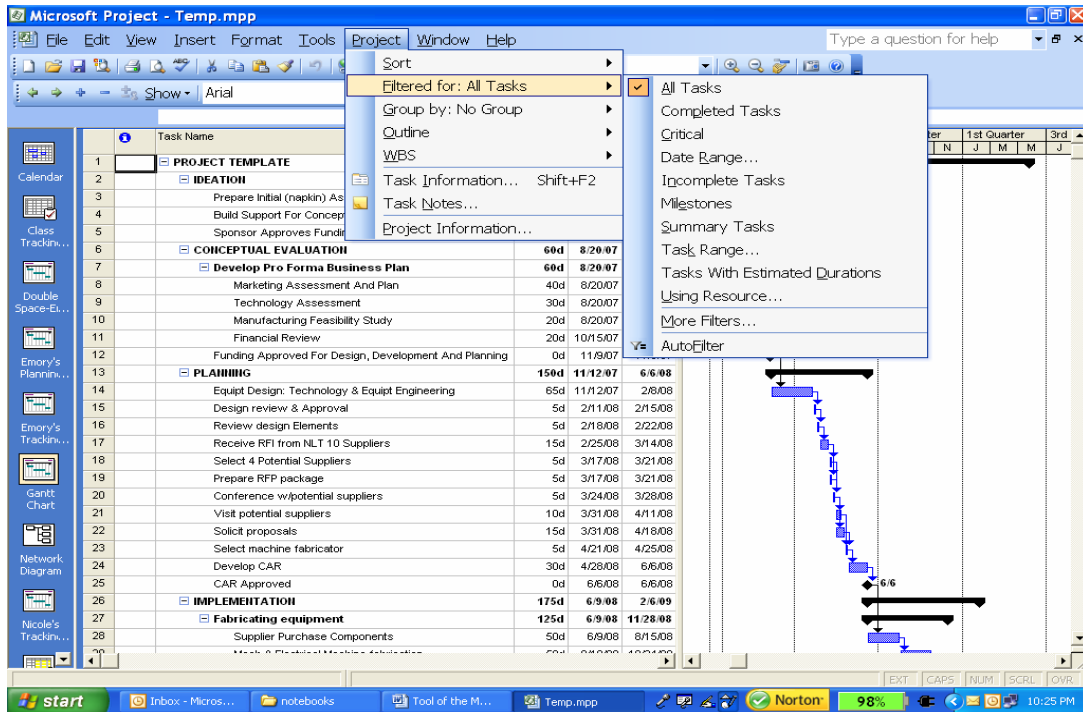 Microsoft Project - Temp.mpp
File Edit View Insert Format Tools Project Window Help Type a question for help
Show Arial
Sort
Filtered for: All Tasks
Group by: No Group
Outline
WBS
Task Information... Shift+F2
Task Notes...
Project Information...
All Tasks
Completed Tasks
Critical
Date Range...
Incomplete Tasks
Milestones
Summary Tasks
Task Range...
Tasks With Estimated Durations
Using Resource...
More Filters...
AutoFilter
Calendar
Class
Trackin...
Double
Space-Ei...
Emory's
Plannin...
Emory's
Trackin...
Gantt
Chart
Network
Diagram
Nicole's
Trackin...
Task Name
ter 1st Quarter 3rd
N J M M J
1 PROJECT TEMPLATE
2 IDEATION
3 Prepare Initial (napkin) As
4 Build Support For Concep
5 Sponsor Approves Fundin
6 CONCEPTUAL EVALUATION 60d 8/20/07
7 Develop Pro Forma Business Plan 60d 8/20/07
8 Marketing Assessment And Plan 40d 8/20/07
9 Technology Assessment 30d 8/20/07
10 Manufacturing Feasibility Study 20d 8/20/07
11 Financial Review 20d 10/15/07
12 Funding Approved For Design, Development And Planning 0d 11/9/07
13 PLANNING 150d 11/12/07 6/6/08
14 Equipt Design: Technology & Equipt Engineering 65d 11/12/07 2/8/08
15 Design review & Approval 5d 2/11/08 2/15/08
16 Review design Elements 5d 2/18/08 2/22/08
17 Receive RFI from NLT 10 Suppliers 15d 2/25/08 3/14/08
18 Select 4 Potential Suppliers 5d 3/17/08 3/21/08
19 Prepare RFP package 5d 3/17/08 3/21/08
20 Conference w/potential suppliers 5d 3/24/08 3/28/08
21 Visit potential suppliers 10d 3/31/08 4/11/08
22 Solicit proposals 15d 3/31/08 4/18/08
23 Select machine fabricator 5d 4/21/08 4/25/08
24 Develop CAR 30d 4/28/08 6/6/08
25 CAR Approved 0d 6/6/08 6/6/08 6/6
26 IMPLEMENTATION 175d 6/9/08 2/6/09
27 Fabricating equipment 125d 6/9/08 11/28/08
28 Supplier Purchase Components 50d 6/9/08 8/15/08
EXT CAPS NUM SCRL OVR
start Inbox - Micros... notebooks Tool of the M... Temp.mpp Norton 98% 10:25 PM